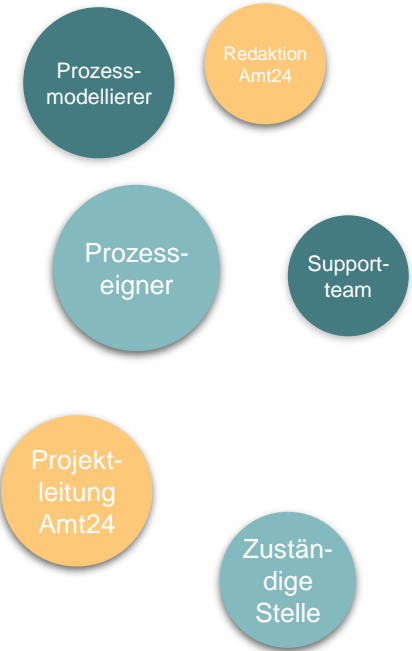 Prozess-
modellierer
Redaktion
Amt24
Prozess-
eigner
Support-
team
Projekt-
leitung
Amt24
Zustän-
dige
Stelle